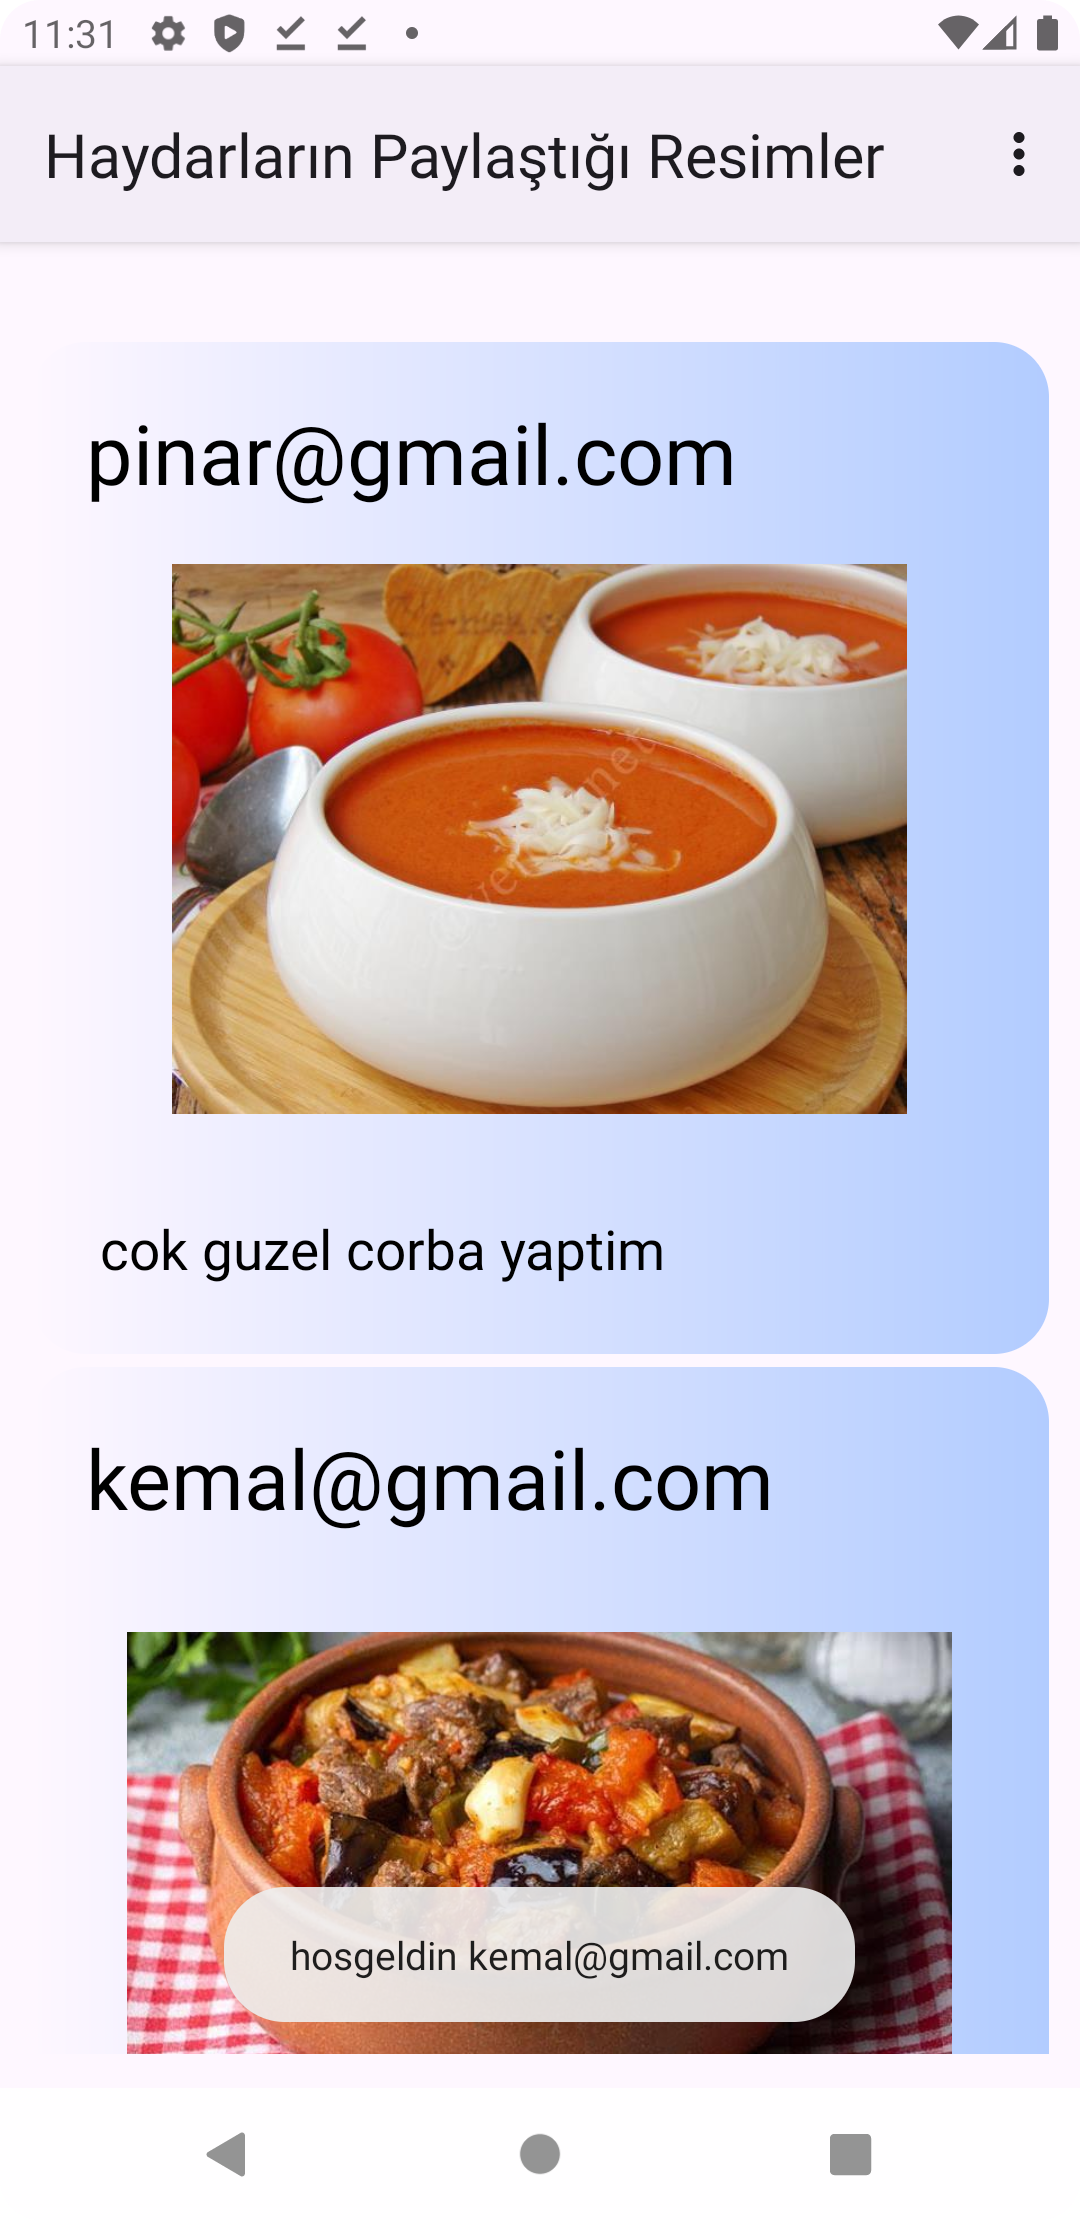 11:31
Haydarların Paylaştığı Resimler
pinar@gmail.com
cok guzel corba yaptim
kemal@gmail.com
hosgeldin kemal@gmail.com